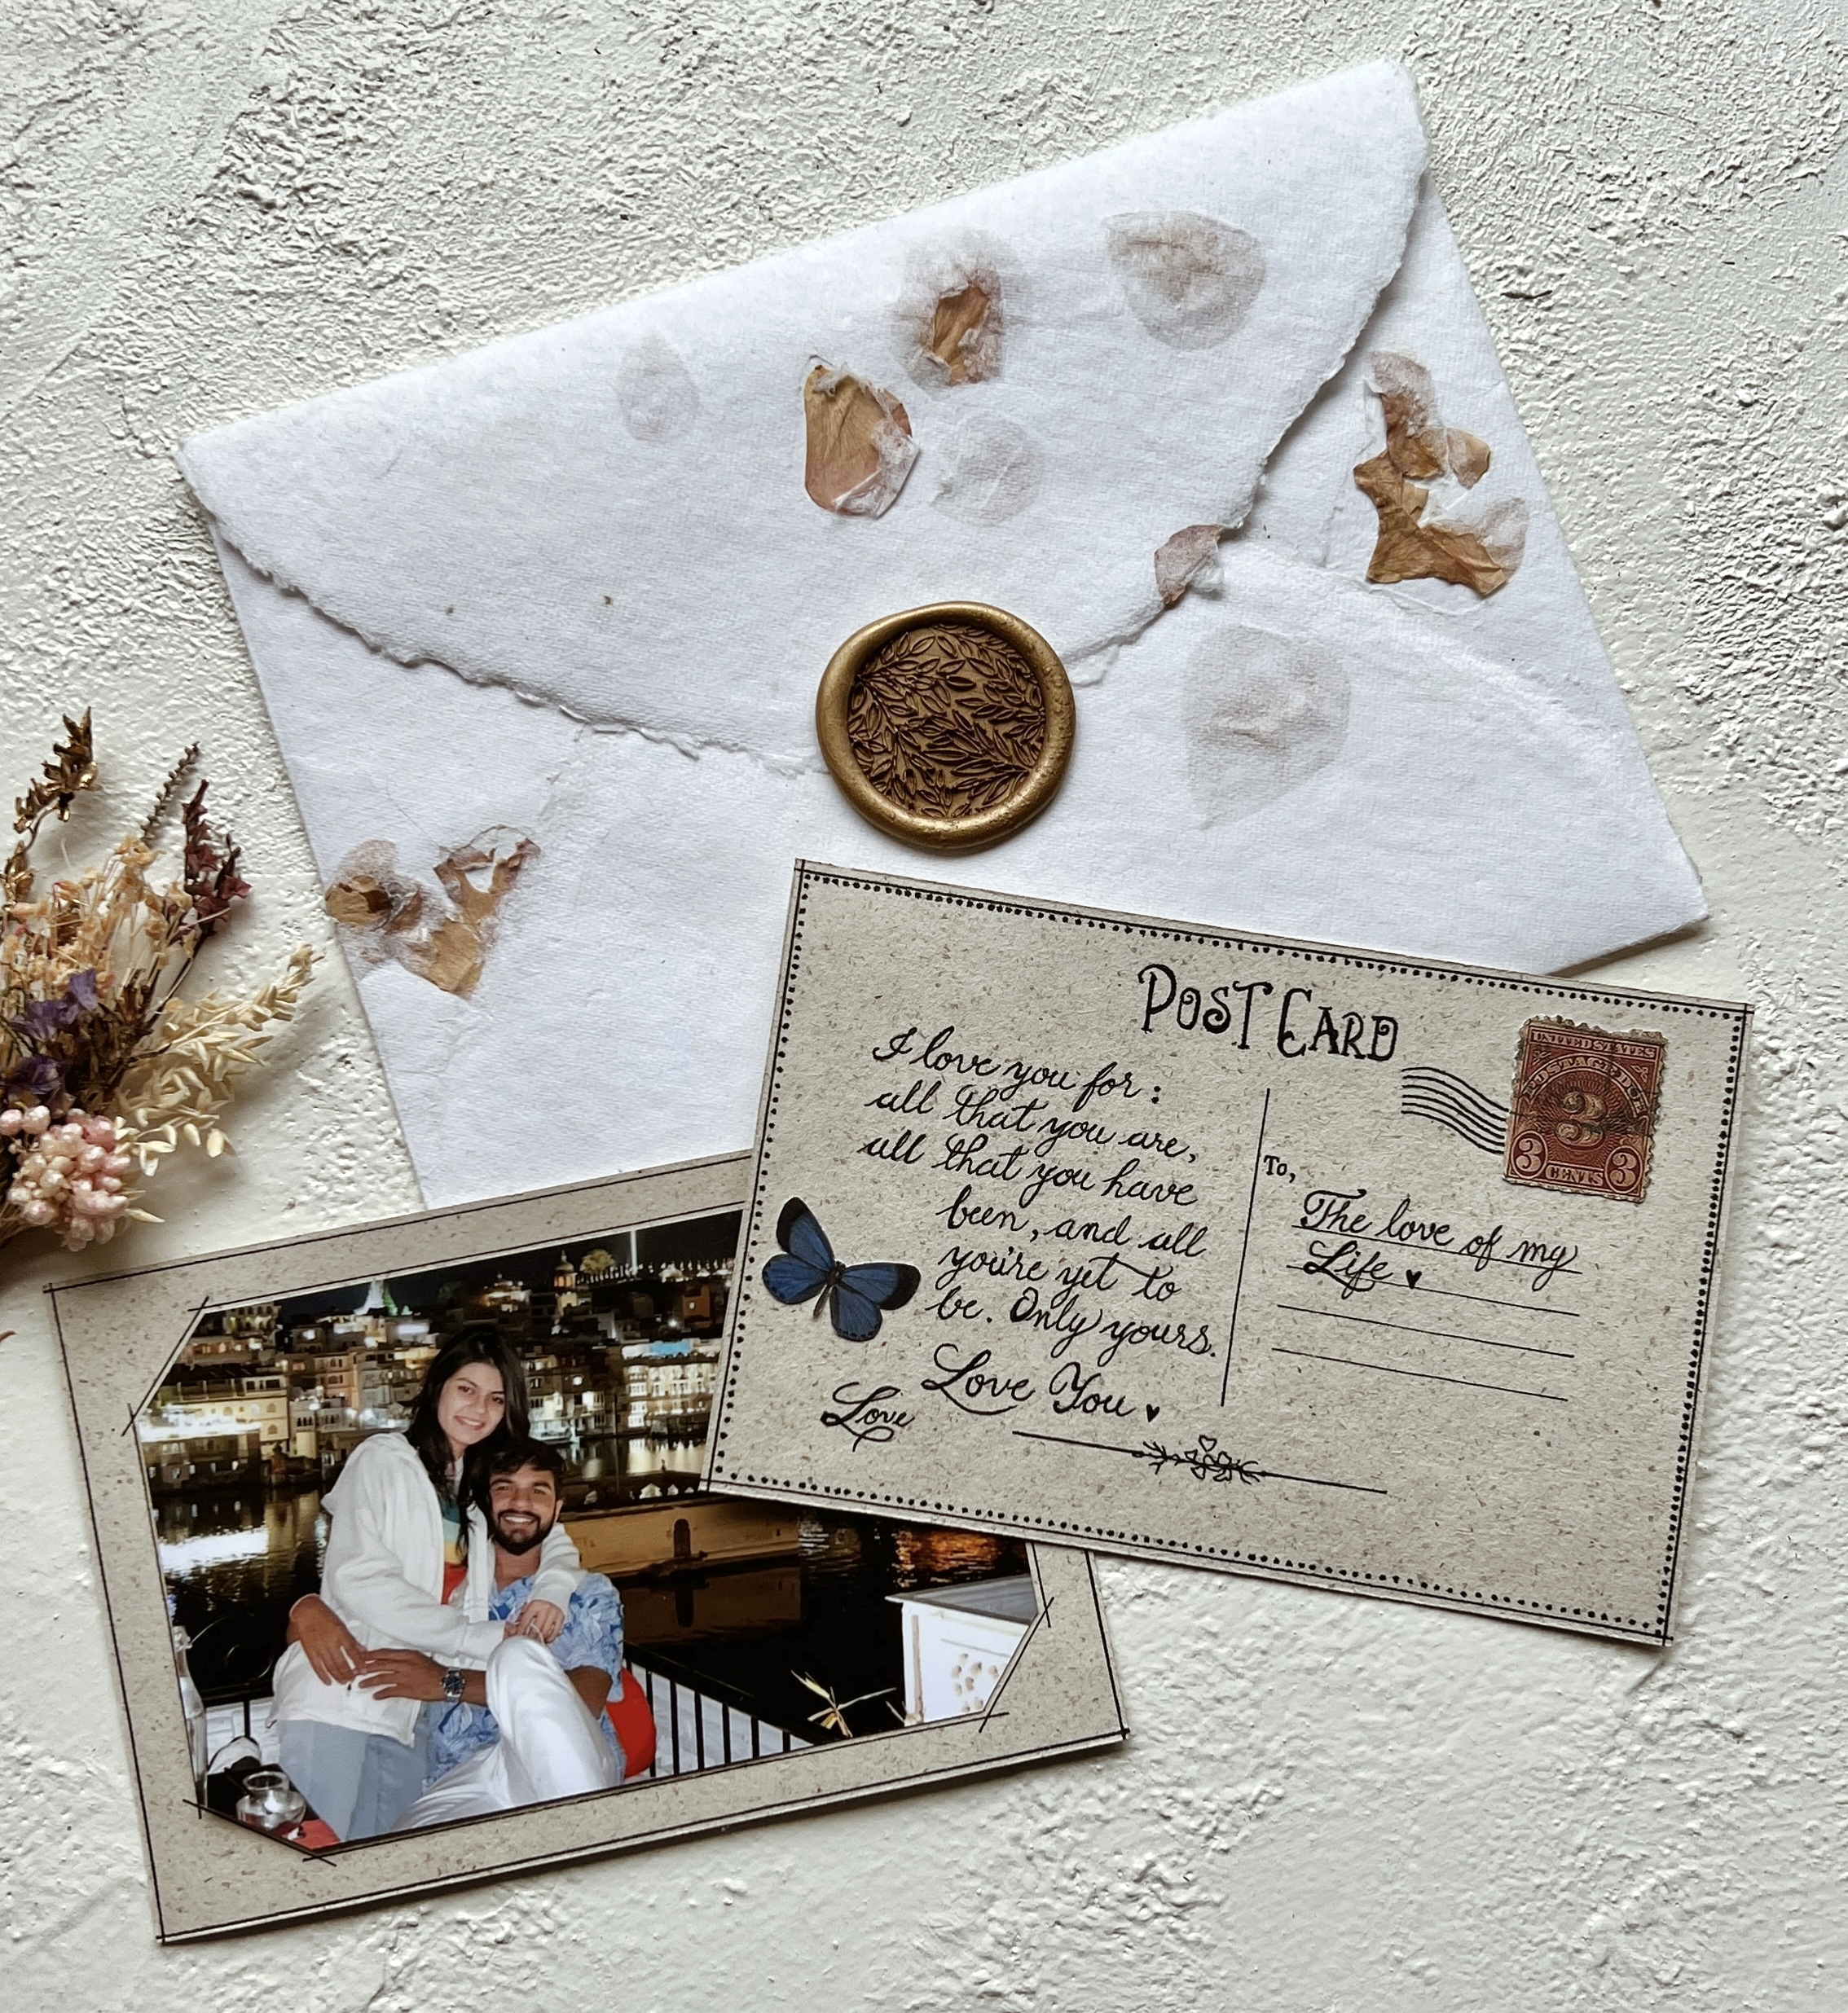 POST CARD
I love you for:
all that you are,
all that you have
been, and all
you're yet to
be. Only yours.
Love You
Love
UNITED STATES
POSTAGE DUE
3
3 CENTS 3
To,
The love of my
Life